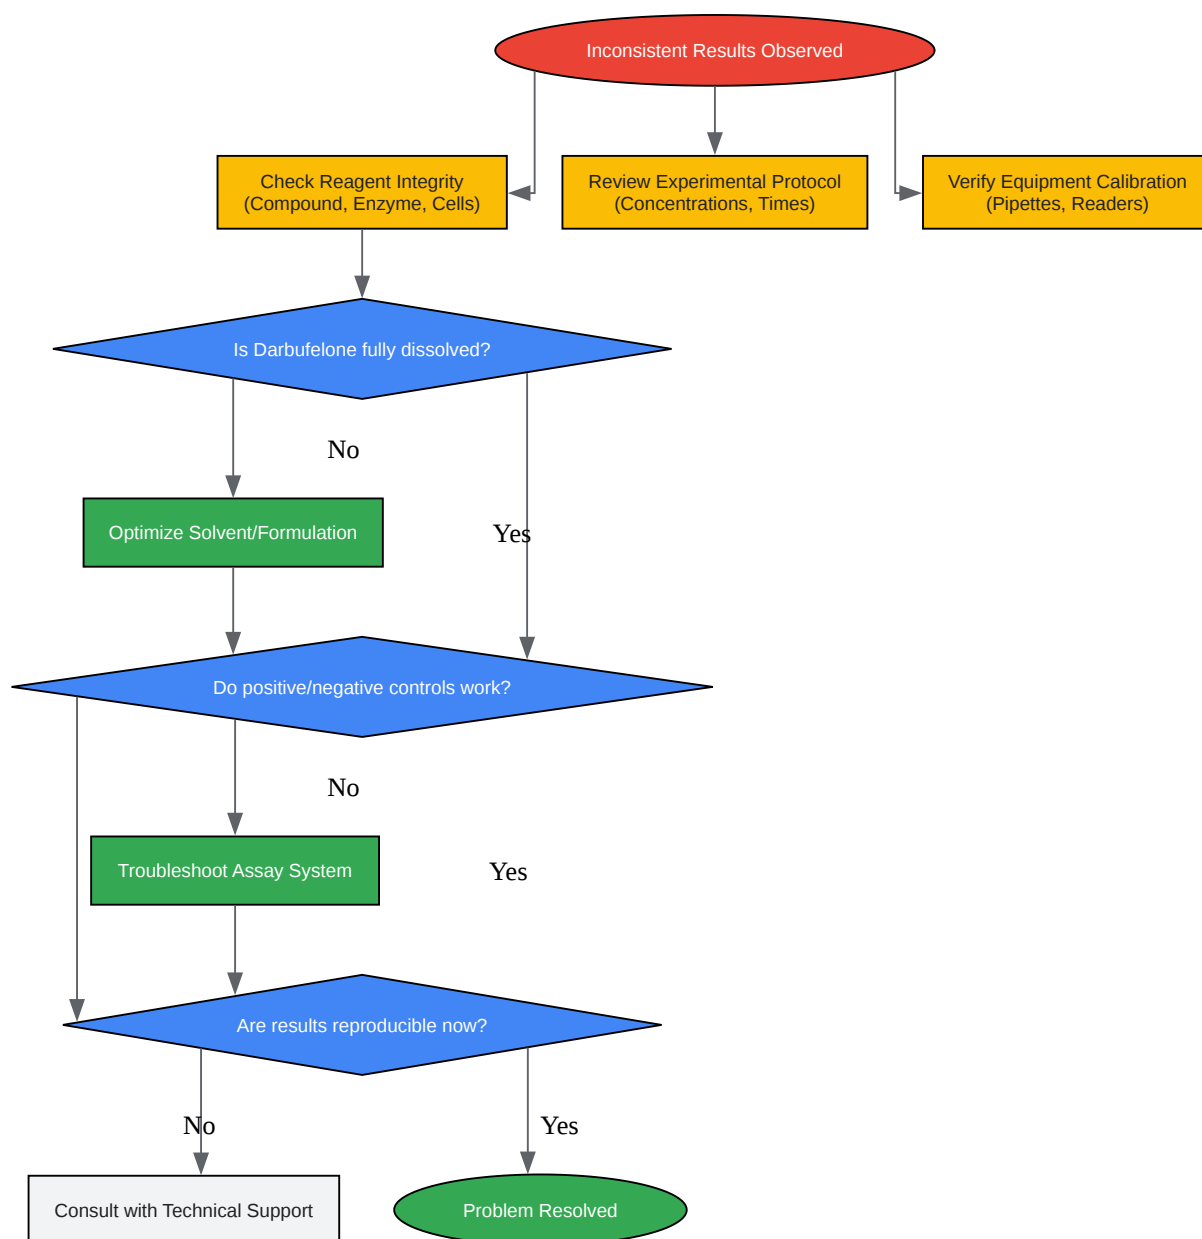 Inconsistent Results Observed
Check Reagent Integrity
(Compound, Enzyme, Cells)
Review Experimental Protocol
(Concentrations, Times)
Verify Equipment Calibration
(Pipettes, Readers)
Is Darbufelone fully dissolved?
No
Optimize Solvent/Formulation
Yes
Do positive/negative controls work?
No
Troubleshoot Assay System
Yes
Are results reproducible now?
No
Yes
Consult with Technical Support
Problem Resolved